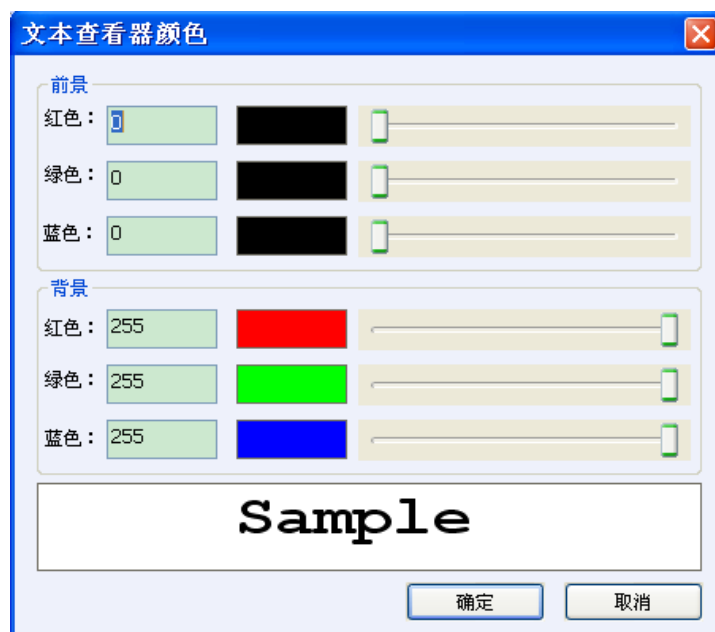 文本查看器颜色
前景
红色：0
绿色：0
蓝色：0
背景
红色：255
绿色：255
蓝色：255
Sample
确定 取消